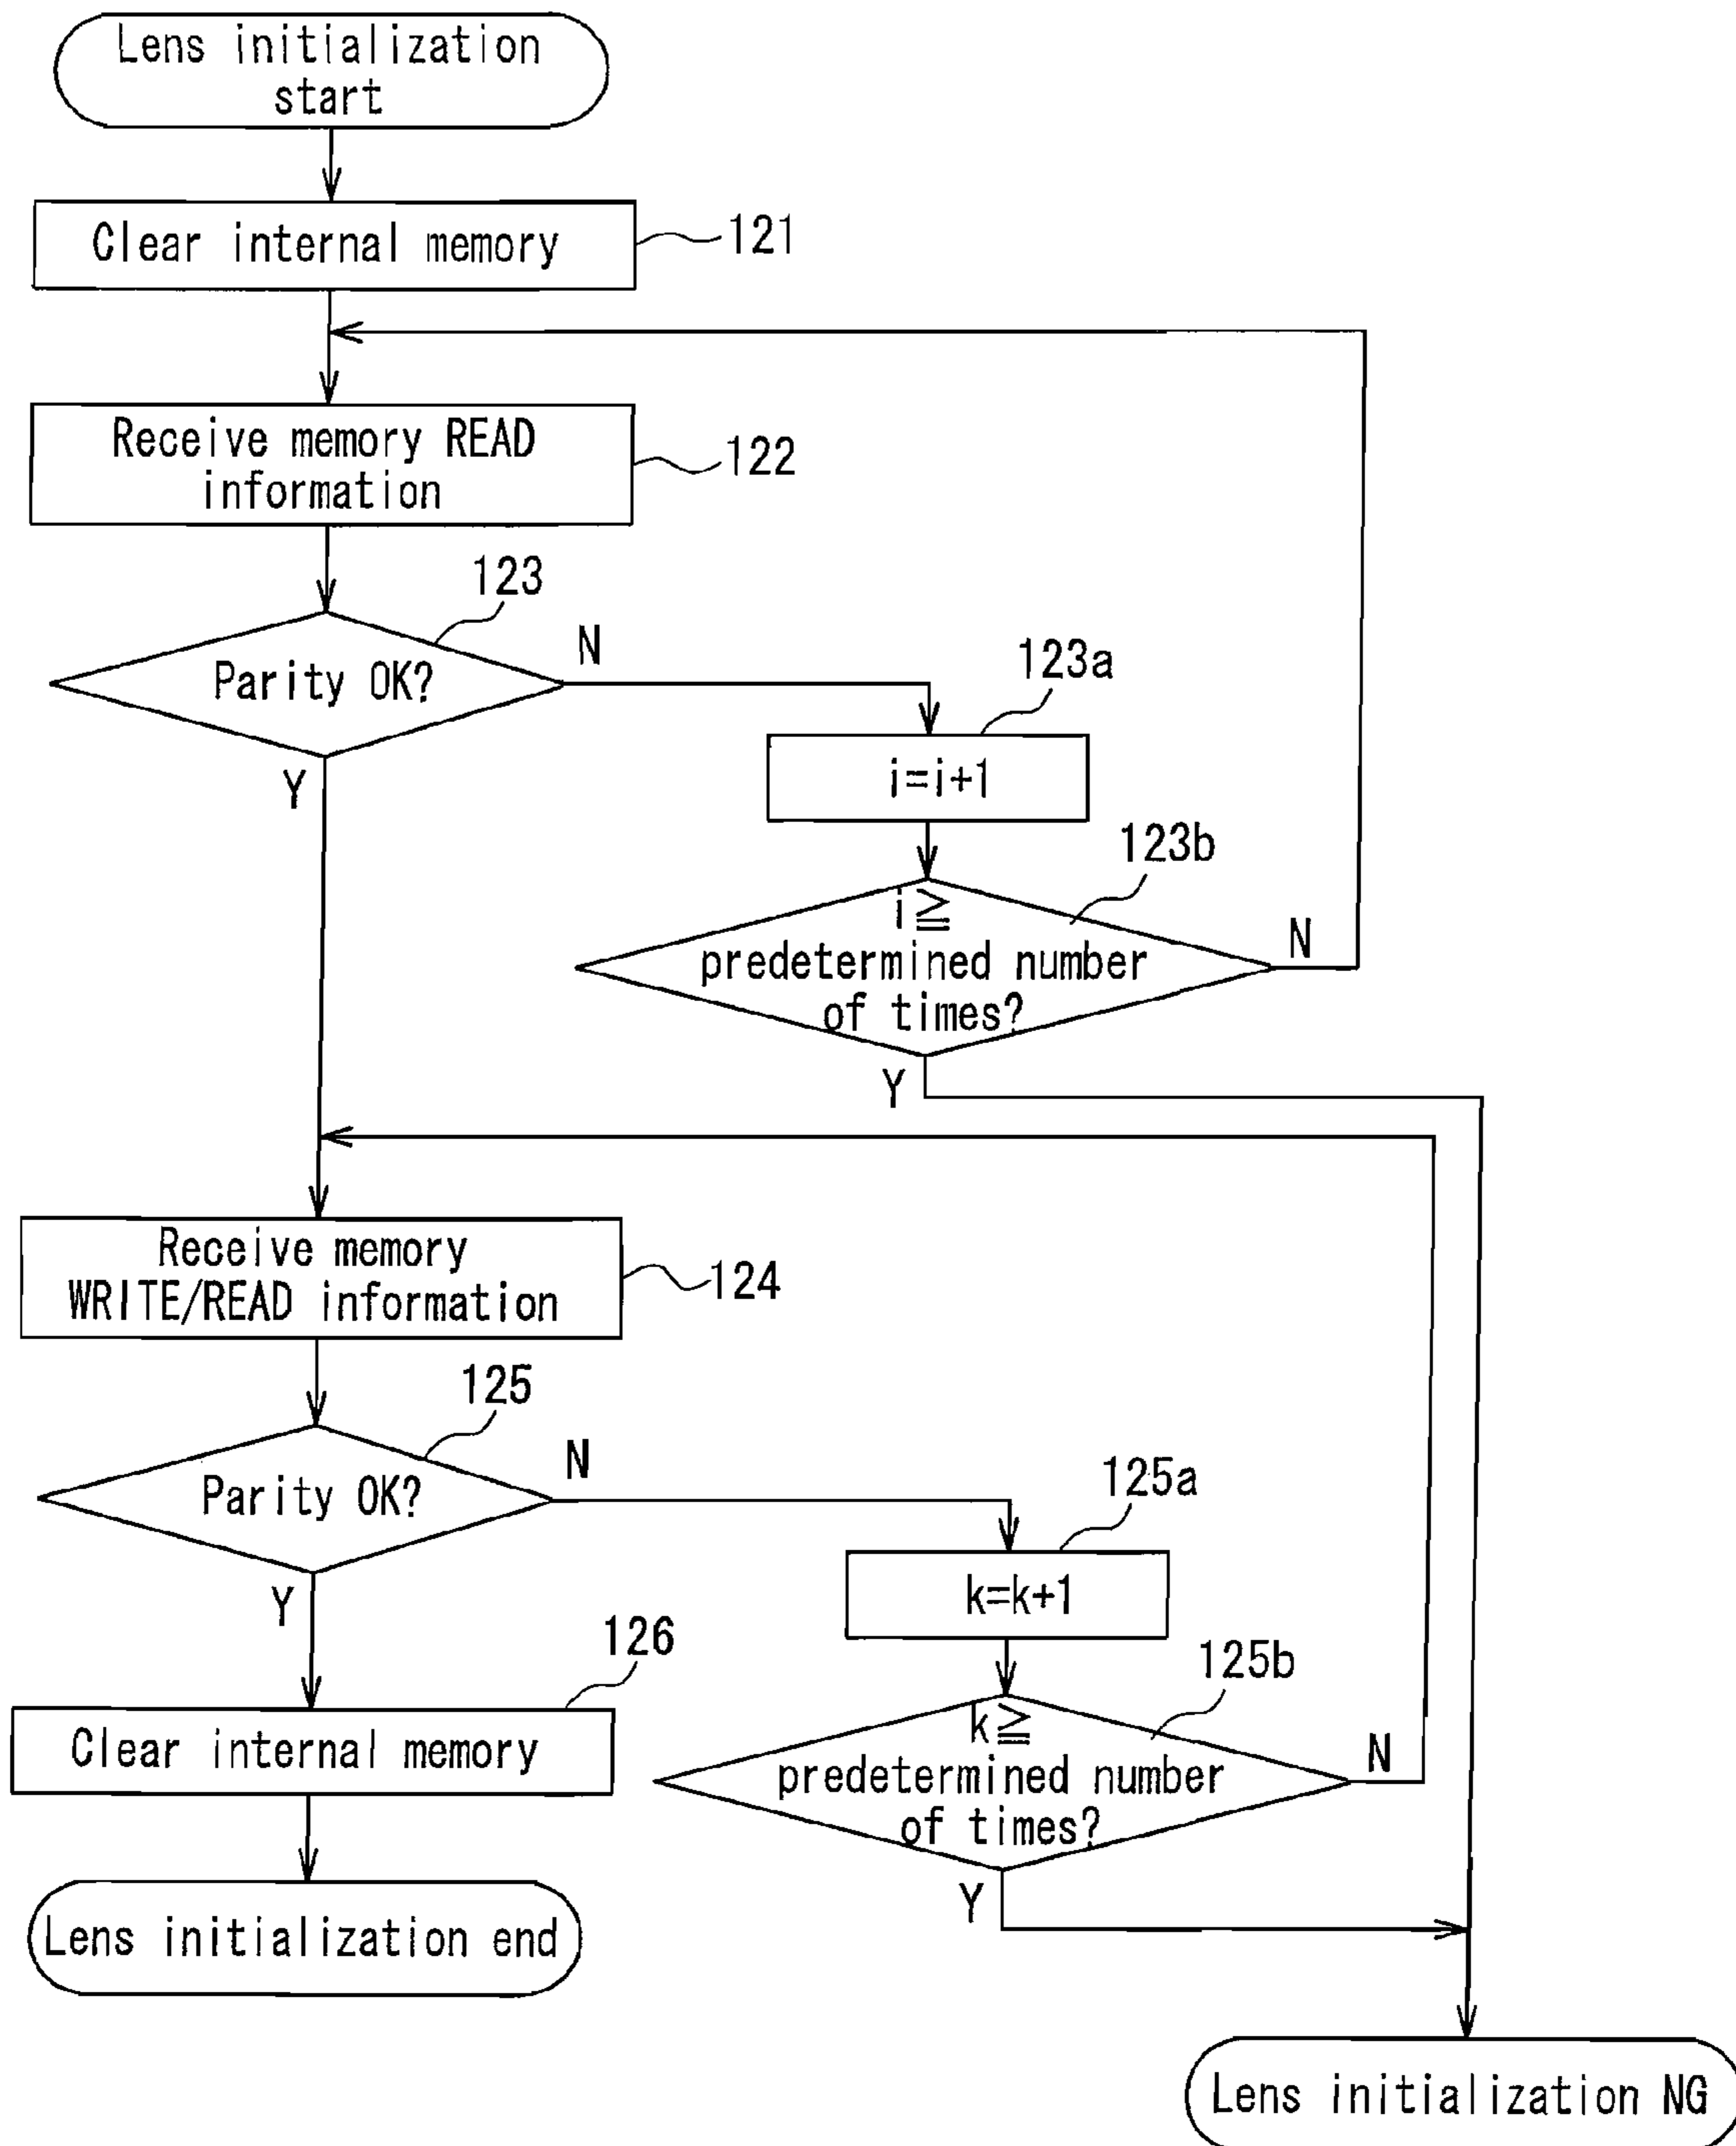 Lens initialization
start
Clear internal memory
121
Receive memory READ
information
122
123
Parity OK?
N
Y
123a
i=i+1
123b
i≧
predetermined number
of times?
N
Y
Receive memory
WRITE/READ information
124
125
Parity OK?
N
Y
125a
k=k+1
125b
k≧
predetermined number
of times?
N
Y
126
Clear internal memory
Lens initialization end
Lens initialization NG